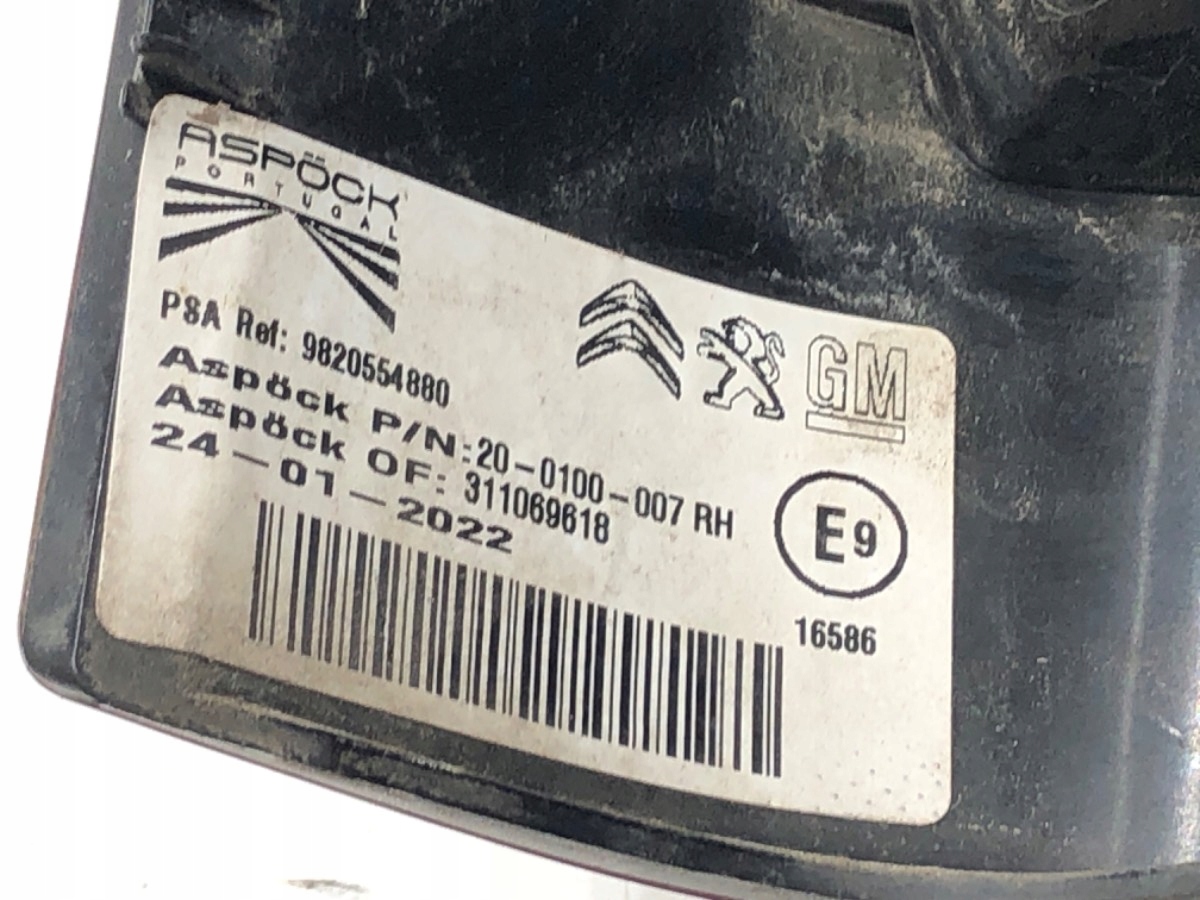 ASPÖCK
PORTUGAL
PSA Ref: 9820554880
Aspöck P/N:20-0100-007 RH
Aspöck OF: 311069618
24-01-2022
GM
E9
16586